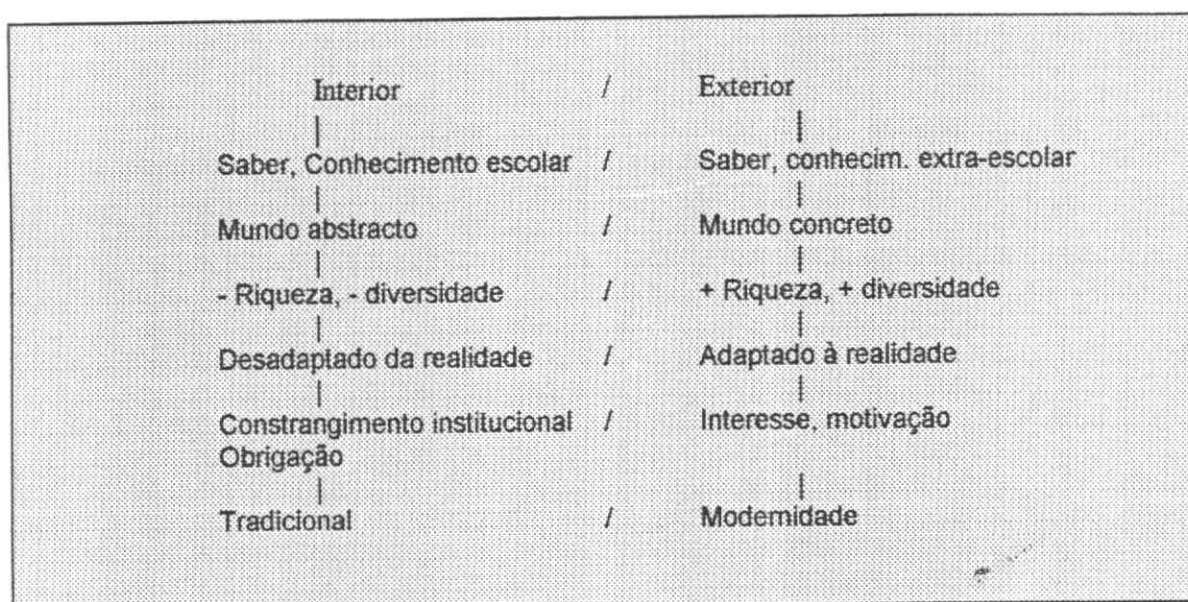 Interior / Exterior
Saber, Conhecimento escolar / Saber, conhecim. extra-escolar
Mundo abstracto / Mundo concreto
- Riqueza, - diversidade / + Riqueza, + diversidade
Desadaptado da realidade / Adaptado à realidade
Constrangimento institucional / Interesse, motivação
Obrigação
Tradicional / Modernidade